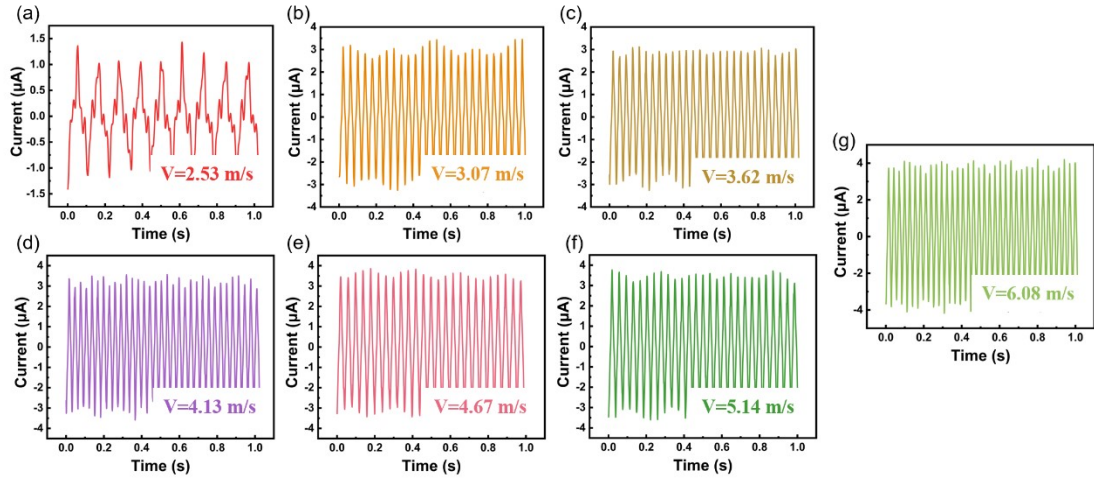 (a)
Current (μA)
1.5
1.0
0.5
0.0
-0.5
-1.0
-1.5
V=2.53 m/s
0.0 0.2 0.4 0.6 0.8 1.0
Time (s)
(b)
Current (μA)
4
3
2
1
0
-1
-2
-3
-4
V=3.07 m/s
0.0 0.2 0.4 0.6 0.8 1.0
Time (s)
(c)
Current (μA)
4
3
2
1
0
-1
-2
-3
-4
V=3.62 m/s
0.0 0.2 0.4 0.6 0.8 1.0
Time (s)
(d)
Current (μA)
4
3
2
1
0
-1
-2
-3
-4
V=4.13 m/s
0.0 0.2 0.4 0.6 0.8 1.0
Time (s)
(e)
Current (μA)
4
3
2
1
0
-1
-2
-3
-4
V=4.67 m/s
0.0 0.2 0.4 0.6 0.8 1.0
Time (s)
(f)
Current (μA)
4
3
2
1
0
-1
-2
-3
-4
V=5.14 m/s
0.0 0.2 0.4 0.6 0.8 1.0
Time (s)
(g)
Current (μA)
4
2
0
-2
-4
V=6.08 m/s
0.0 0.2 0.4 0.6 0.8 1.0
Time (s)